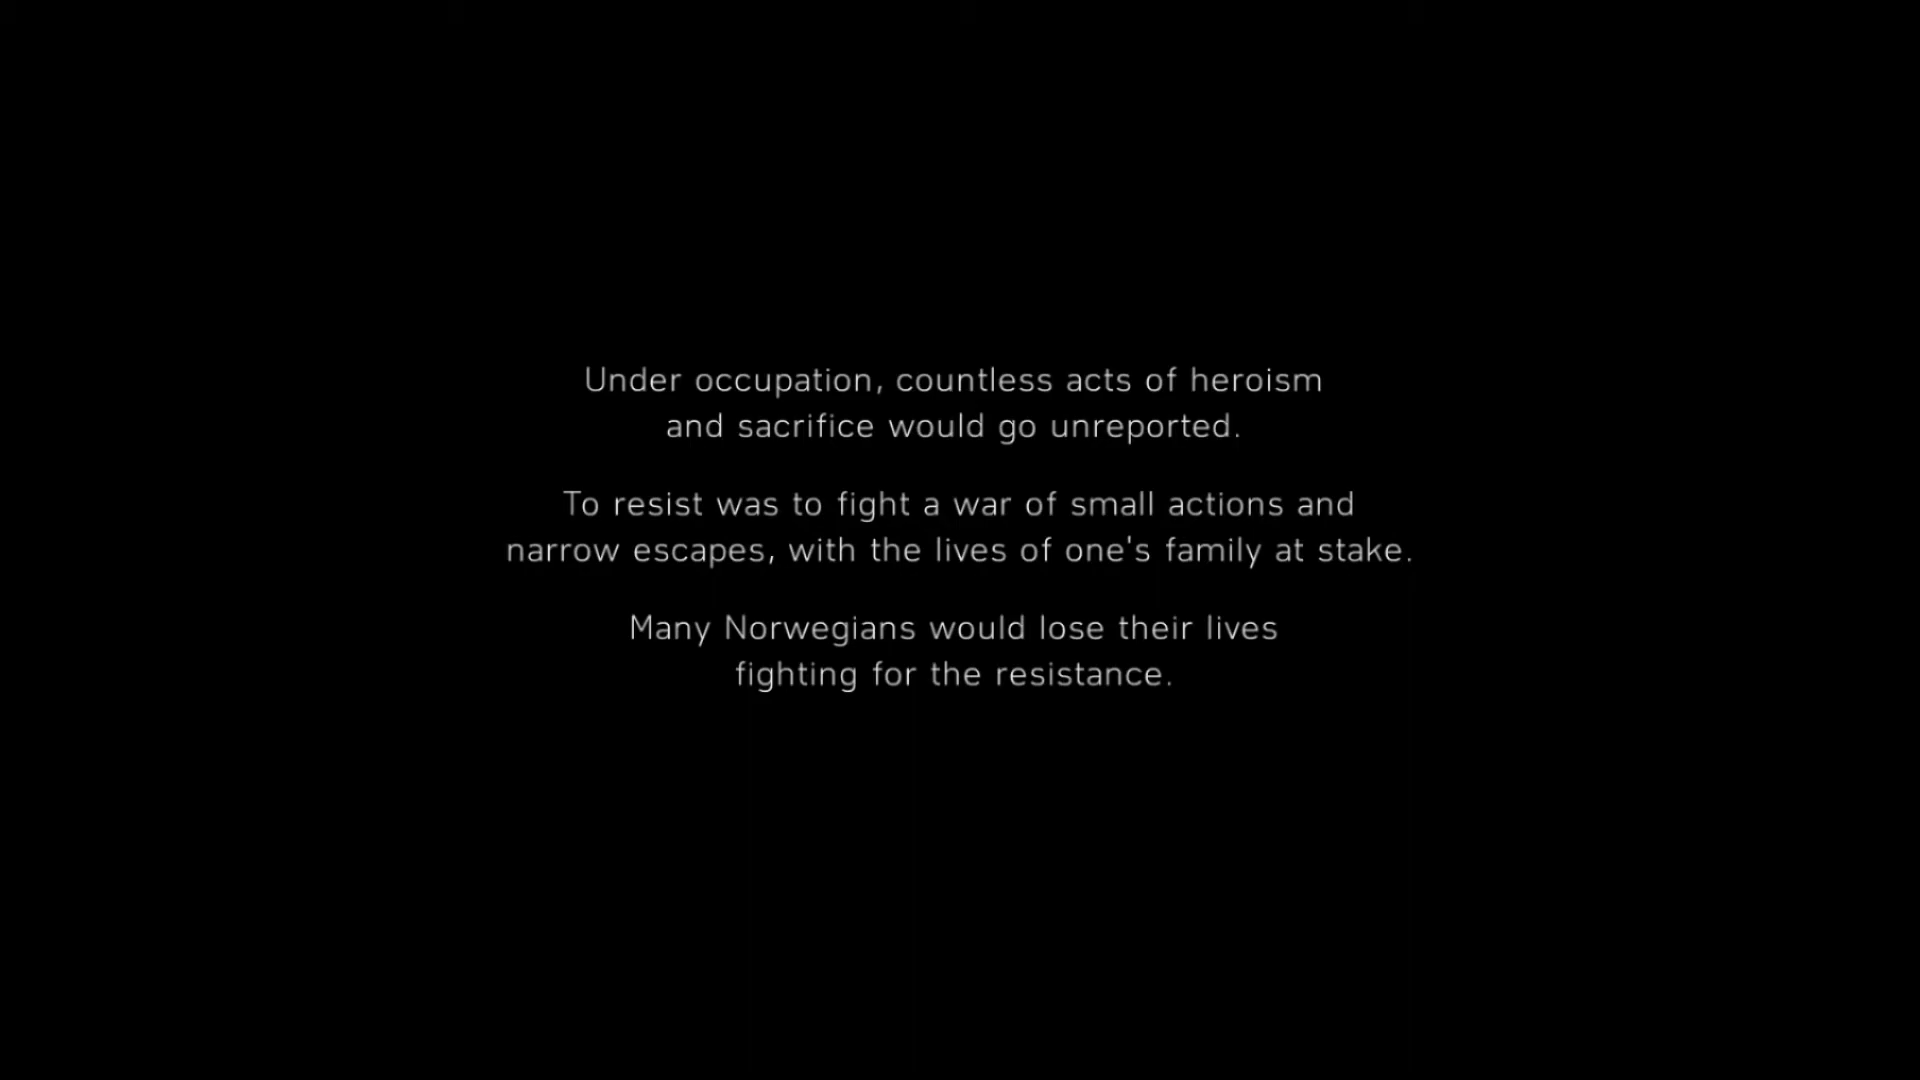 Under occupation, countless acts of heroism
and sacrifice would go unreported.
To resist was to fight a war of small actions and
narrow escapes, with the lives of one's family at stake.
Many Norwegians would lose their lives
fighting for the resistance.